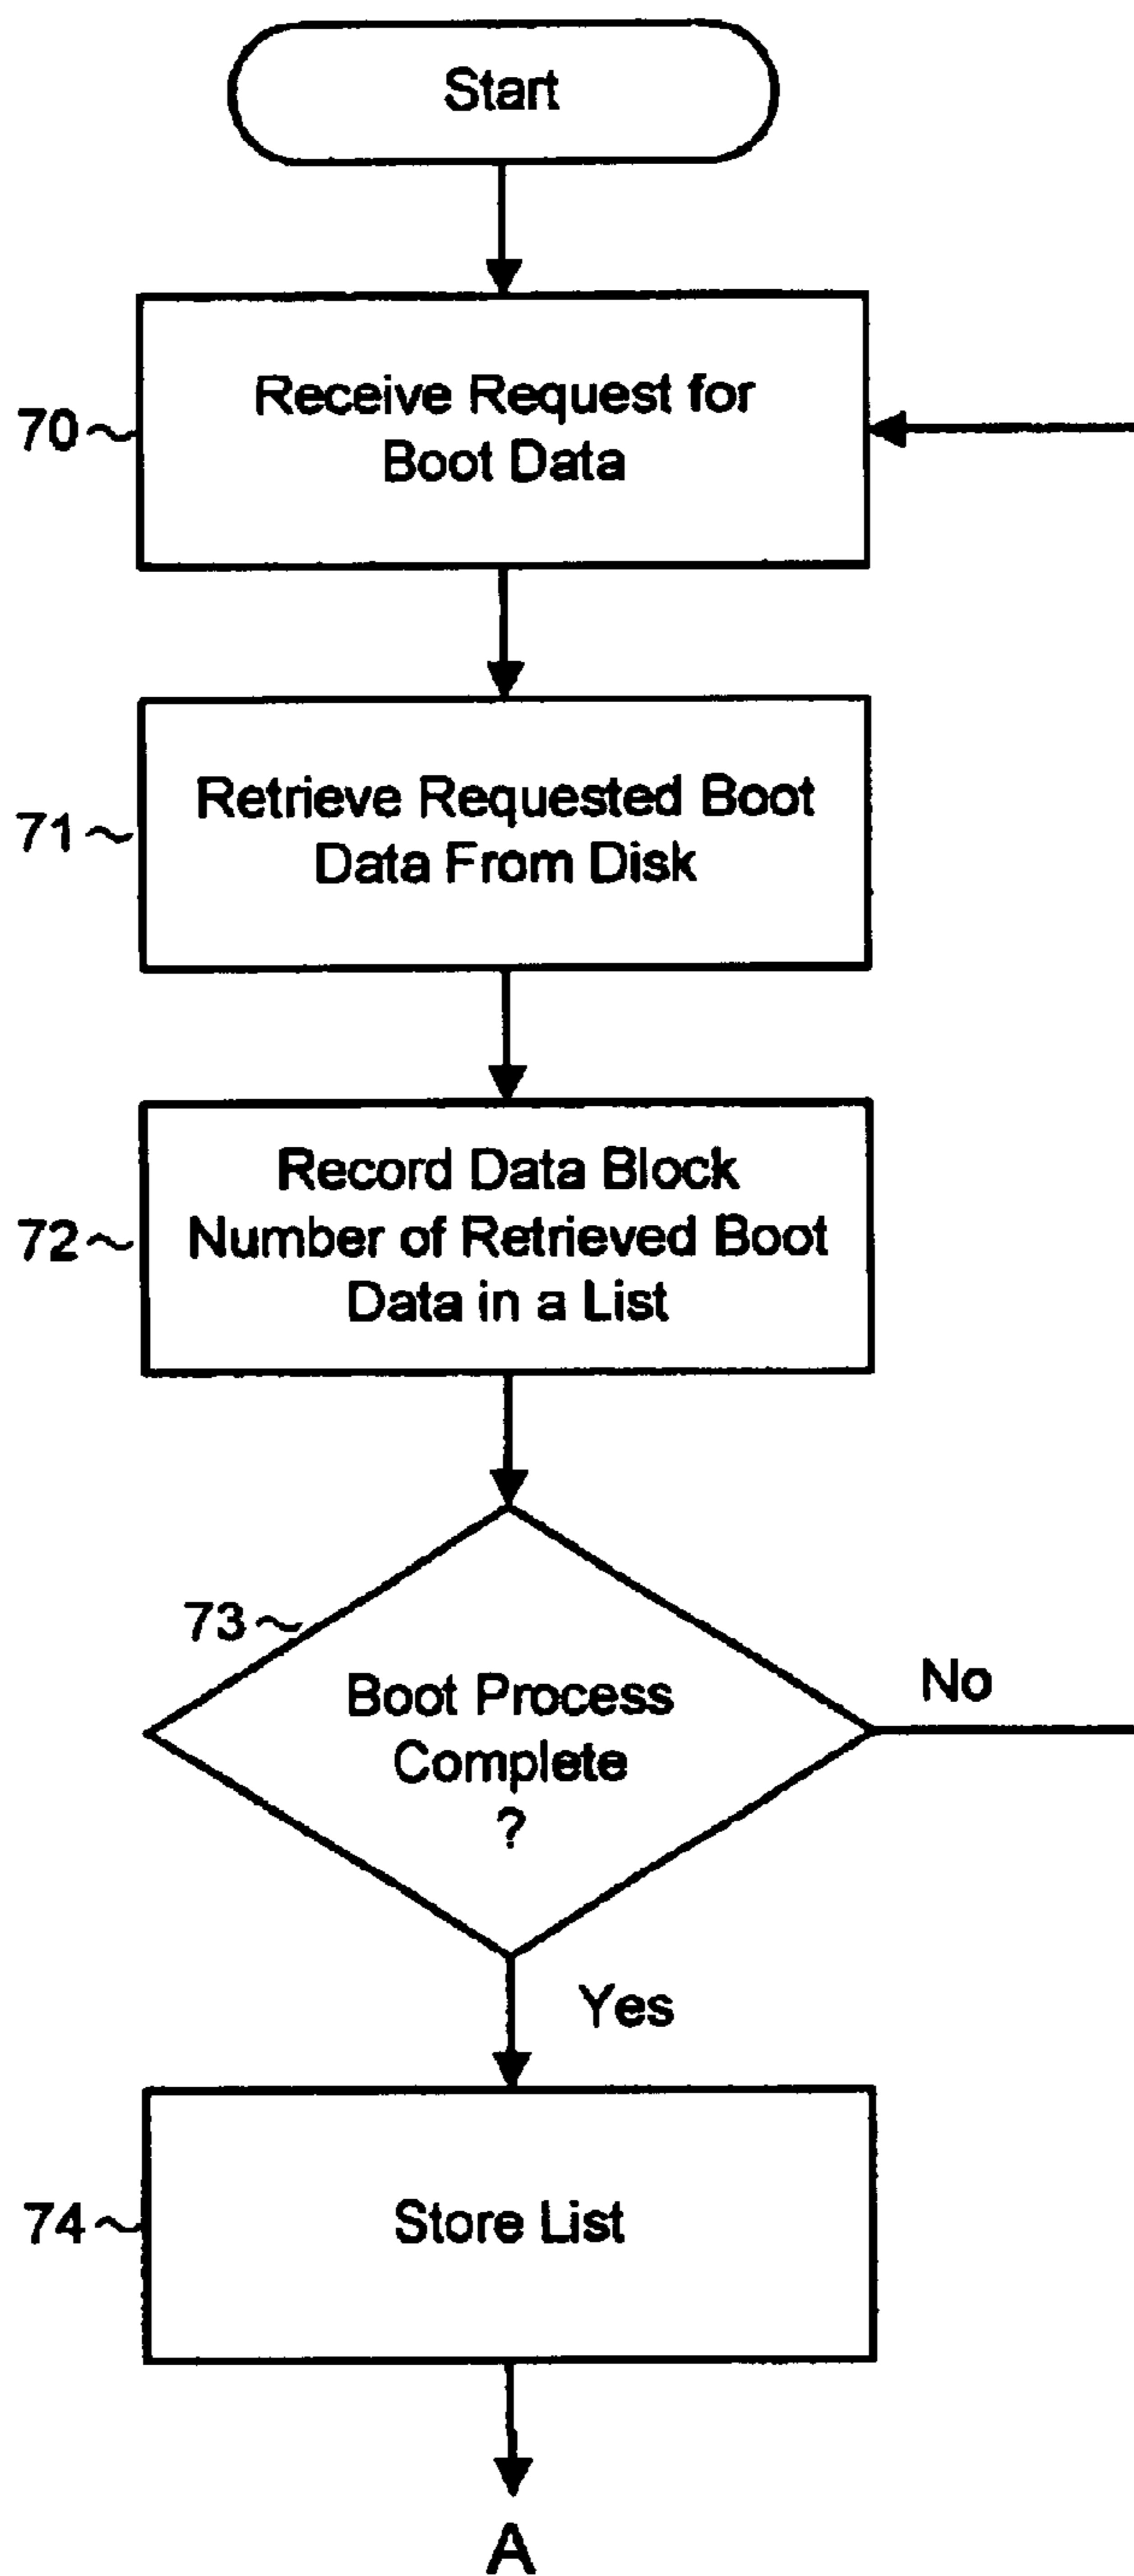 Start
70
Receive Request for
Boot Data
71
Retrieve Requested Boot
Data From Disk
72
Record Data Block
Number of Retrieved Boot
Data in a List
73
Boot Process
Complete
?
No
Yes
74
Store List
A